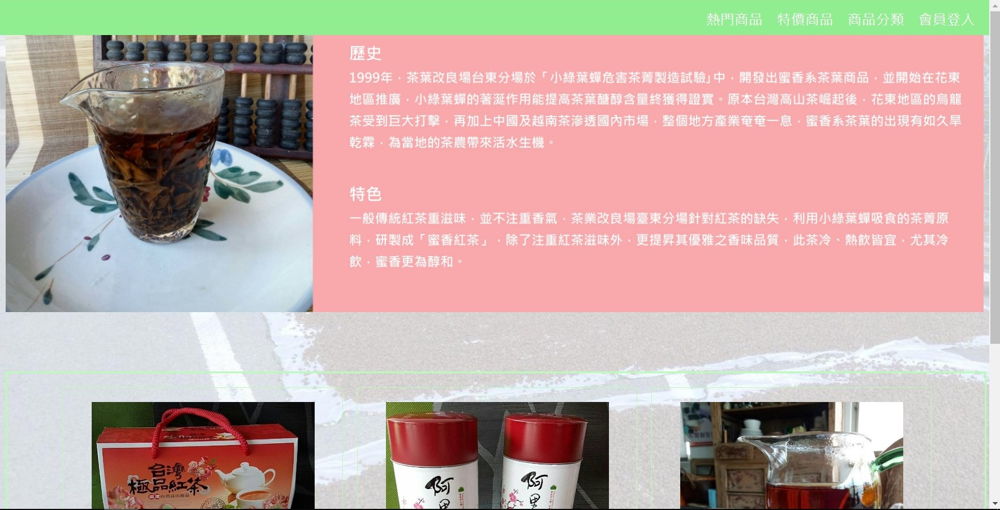 熱門商品 特價商品 商品分類 會員登入
歷史
1999年，茶葉改良場台東分場於「小綠葉蟬危害茶菁製造試驗」中，開發出蜜香系茶葉商品，並開始在花東
地區推廣，小綠葉蟬的著涎作用能提高茶葉醣醇含量終獲得證實。原本台灣高山茶崛起後，花東地區的烏龍
茶受到巨大打擊，再加上中國及越南茶滲透國內市場，整個地方產業奄奄一息，蜜香系茶葉的出現有如久旱
乾霖，為當地的茶農帶來活水生機。
特色
一般傳統紅茶重滋味，並不注重香氣，茶業改良場臺東分場針對紅茶的缺失，利用小綠葉蟬吸食的茶菁原
料，研製成「蜜香紅茶」，除了注重紅茶滋味外，更提昇其優雅之香味品質，此茶冷、熱飲皆宜，尤其冷
飲，蜜香更為醇和。
台灣
極品紅茶
嚴選台灣高山極品
阿里
阿里